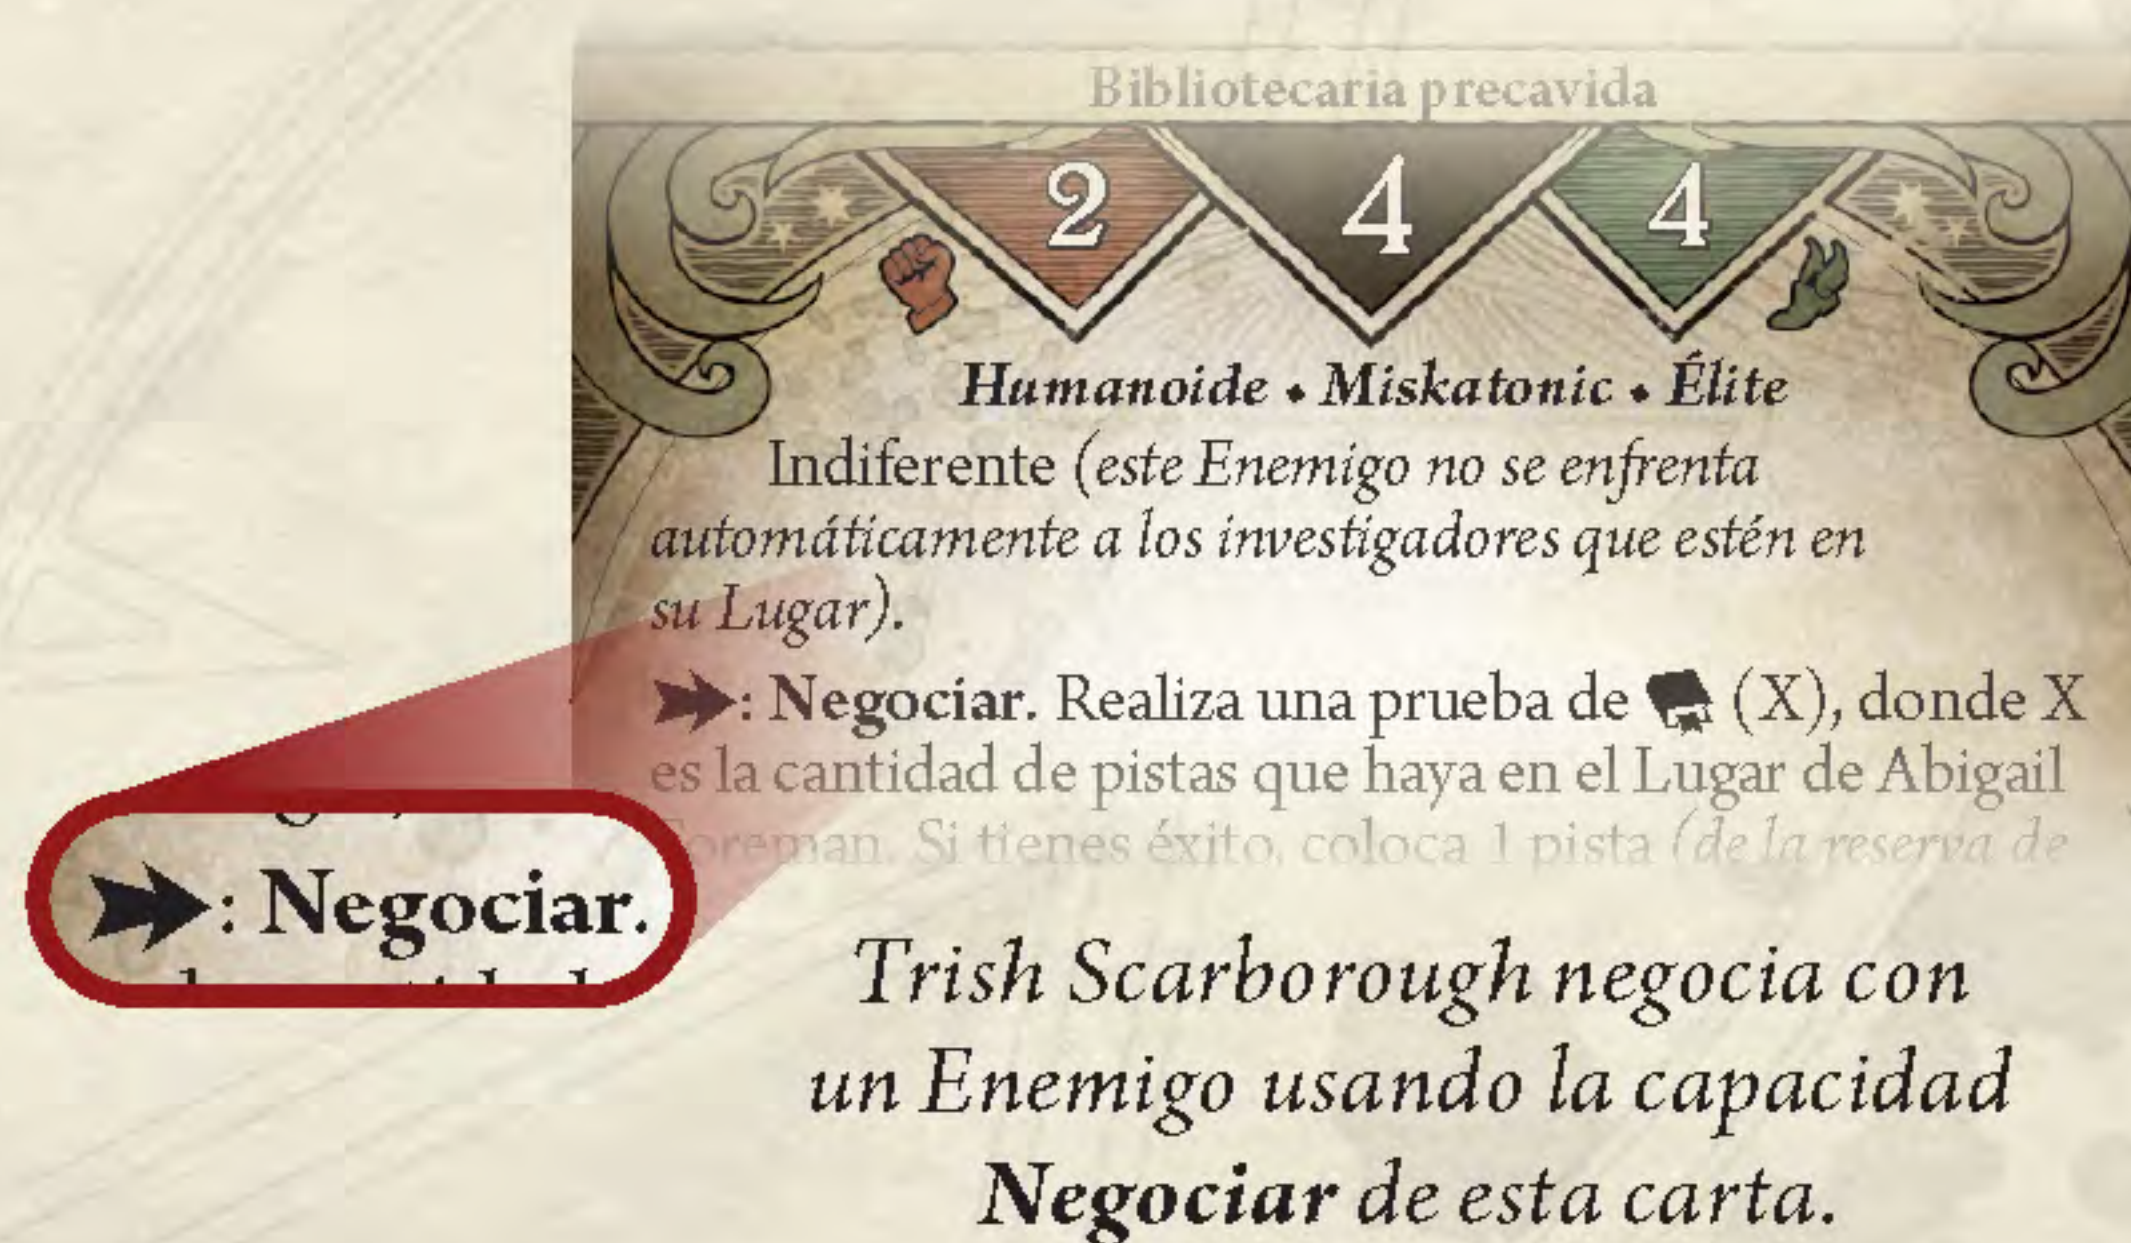 Bibliotecaria precavida
2 4 4
Humanoide • Miskatonic • Élite
Indiferente (este Enemigo no se enfrenta
automáticamente a los investigadores que estén en
su Lugar).
: Negociar. Realiza una prueba de (X), donde X
es la cantidad de pistas que haya en el Lugar de Abigail
Foreman. Si tienes éxito, coloca 1 pista (de la reserva de
: Negociar.
Trish Scarborough negocia con
un Enemigo usando la capacidad
Negociar de esta carta.